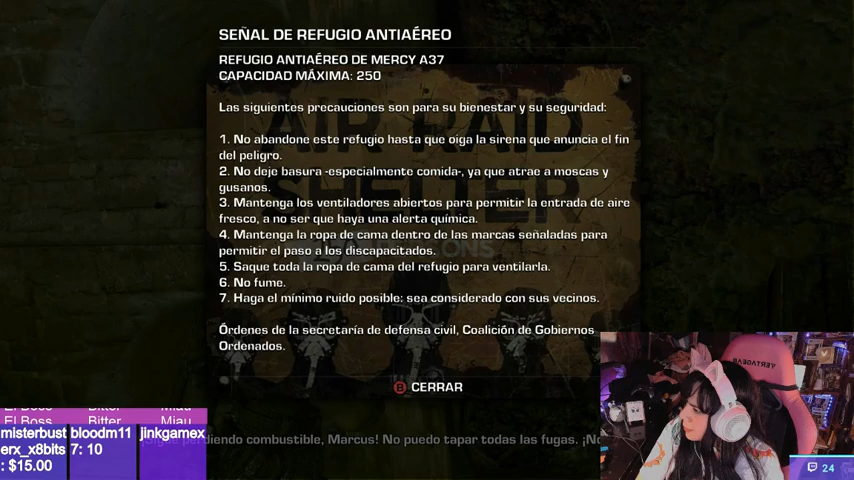 SEÑAL DE REFUGIO ANTIAÉREO
REFUGIO ANTIAÉREO DE MERCY A37
CAPACIDAD MÁXIMA: 250
Las siguientes precauciones son para su bienestar y su seguridad:
AIR RAID
SHELTER
1. No abandone este refugio hasta que oiga la sirena que anuncia el fin
del peligro.
2. No deje basura -especialmente comida-, ya que atrae a moscas y
gusanos.
3. Mantenga los ventiladores abiertos para permitir la entrada de aire
fresco, a no ser que haya una alerta química.
4. Mantenga la ropa de cama dentro de las marcas señaladas para
permitir el paso a los discapacitados.
5. Saque toda la ropa de cama del refugio para ventilarla.
6. No fume.
7. Haga el mínimo ruido posible: sea considerado con sus vecinos.
Órdenes de la secretaría de defensa civil, Coalición de Gobiernos
Ordenados.
B CERRAR
combustible, Marcus! No puedo tapar todas las fugas.
El Boss Bitter Miau
misterbust
erx_x8bits
: $15.00
bloodm11
7: 10
jinkgamex
24